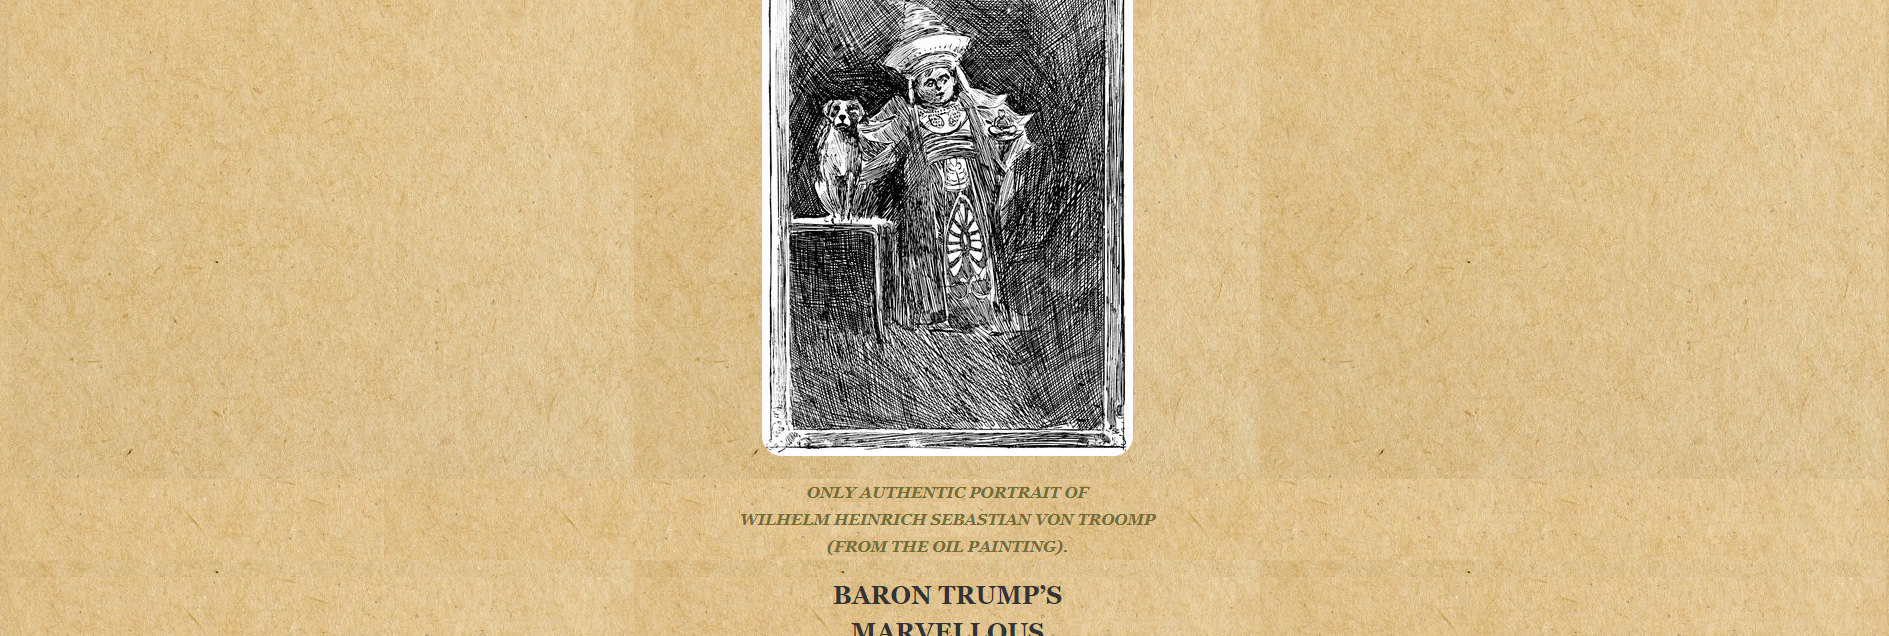 ONLY AUTHENTIC PORTRAIT OF
WILHELM HEINRICH SEBASTIAN VON TROOMP
(FROM THE OIL PAINTING).
BARON TRUMP’S
MARVELLOUS